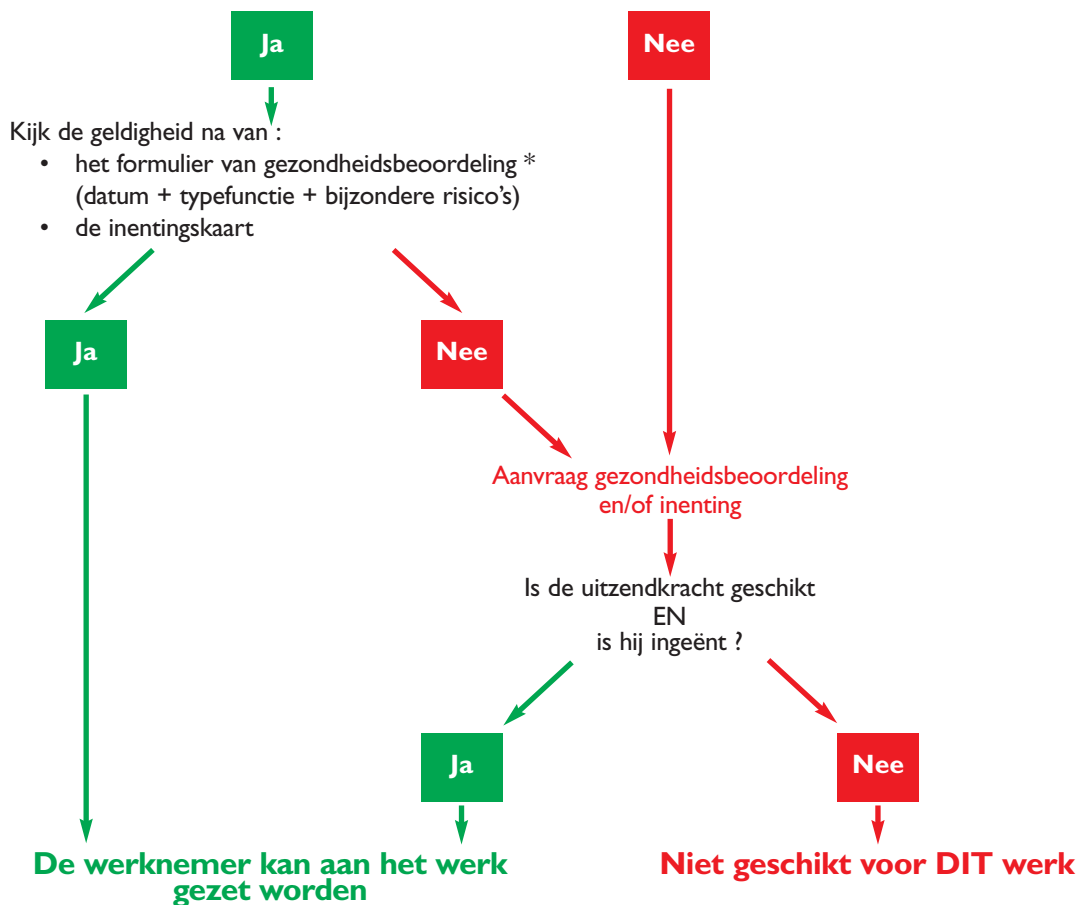 Ja
Nee
Kijk de geldigheid na van :
• het formulier van gezondheidsbeoordeling *
(datum + typefunctie + bijzondere risico's)
• de inentingskaart
Ja
Nee
Aanvraag gezondheidsbeoordeling
en/of inenting
Is de uitzendkracht geschikt
EN
is hij ingeënt ?
Ja
Nee
De werknemer kan aan het werk
gezet worden
Niet geschikt voor DIT werk